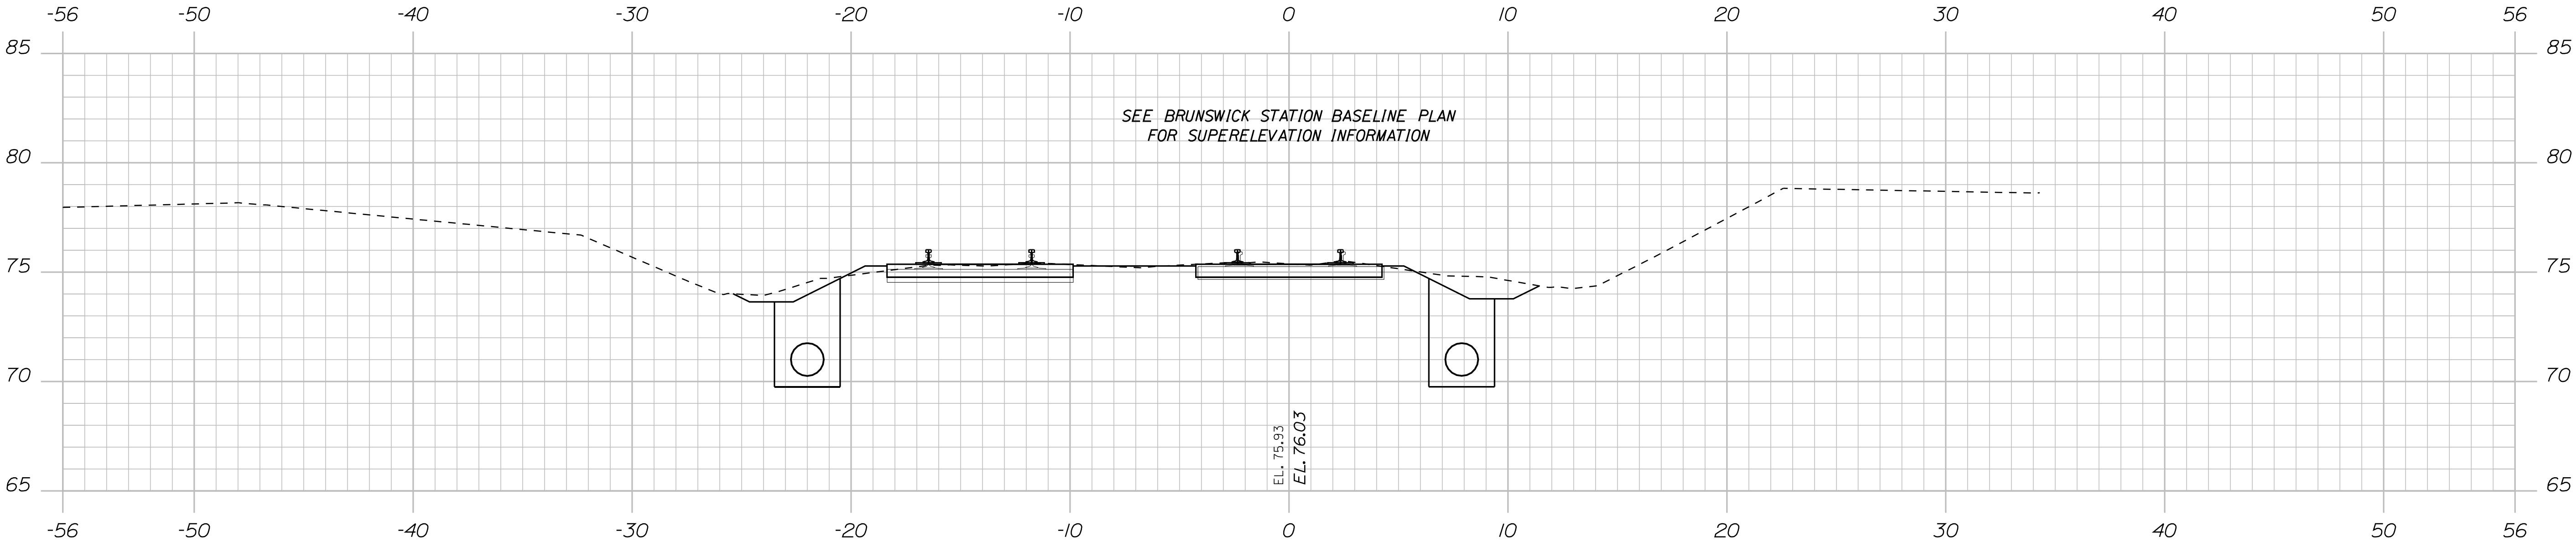 -56 -50 -40 -30 -20 -10 0 10 20 30 40 50 56
85 85
SEE BRUNSWICK STATION BASELINE PLAN
FOR SUPERELEVATION INFORMATION
80 80
75 75
70 70
EL. 75.93
EL. 76.03
65 65
-56 -50 -40 -30 -20 -10 0 10 20 30 40 50 56